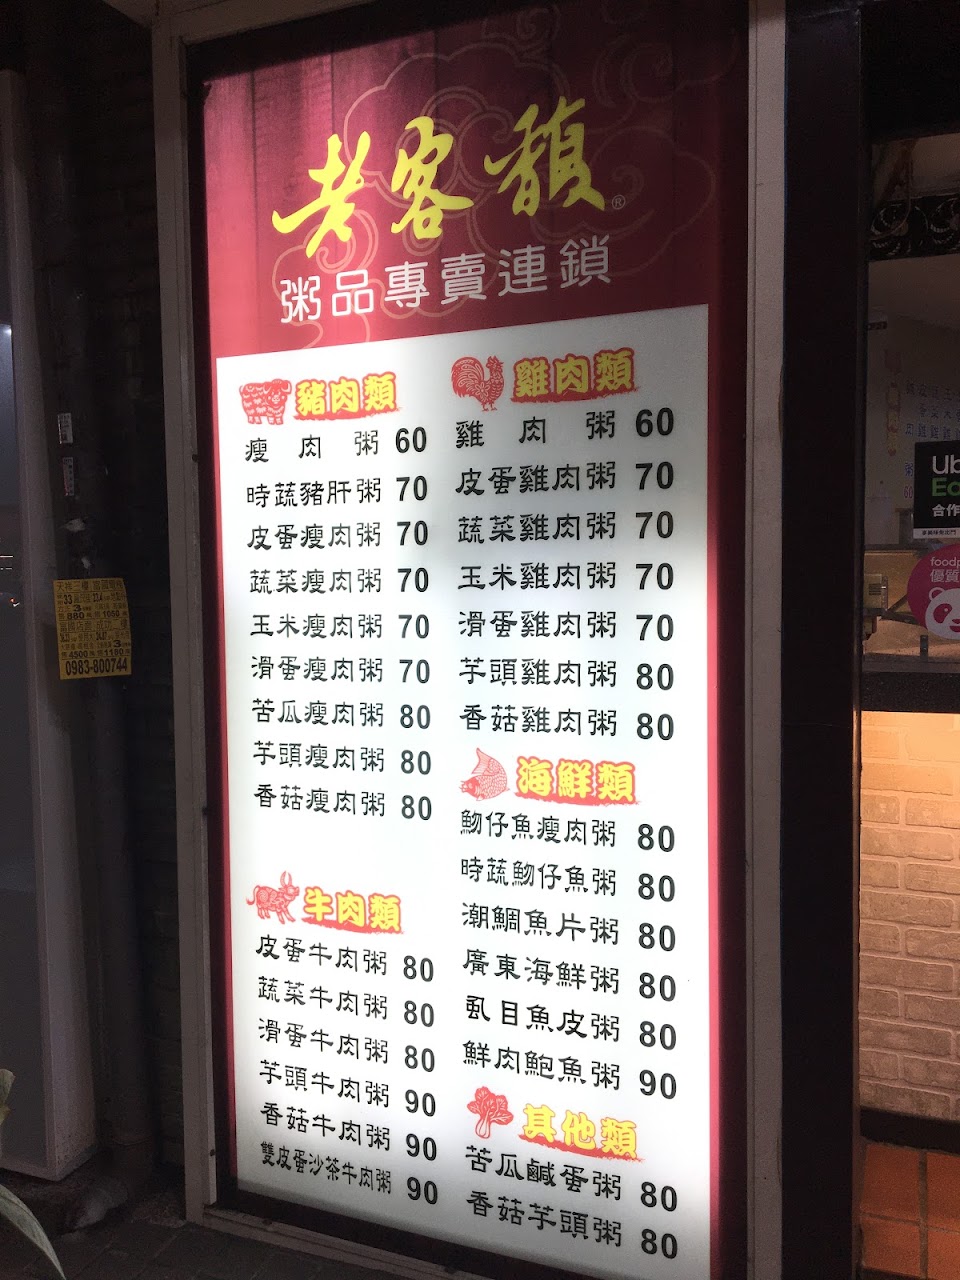 老客馥®
粥品專賣連鎖
豬肉類
瘦肉粥 60
時蔬豬肝粥 70
皮蛋瘦肉粥 70
蔬菜瘦肉粥 70
玉米瘦肉粥 70
滑蛋瘦肉粥 70
苦瓜瘦肉粥 80
芋頭瘦肉粥 80
香菇瘦肉粥 80
牛肉類
皮蛋牛肉粥 80
蔬菜牛肉粥 80
滑蛋牛肉粥 80
芋頭牛肉粥 90
香菇牛肉粥 90
雙皮蛋沙茶牛肉粥 90
雞肉類
雞肉粥 60
皮蛋雞肉粥 70
蔬菜雞肉粥 70
玉米雞肉粥 70
滑蛋雞肉粥 70
芋頭雞肉粥 80
香菇雞肉粥 80
海鮮類
魩仔魚瘦肉粥 80
時蔬魩仔魚粥 80
潮鯛魚片粥 80
廣東海鮮粥 80
虱目魚皮粥 80
鮮肉鮑魚粥 90
其他類
苦瓜鹹蛋粥 80
香菇芋頭粥 80
0983-800744
Ub
Ea
合作
foodp
優質